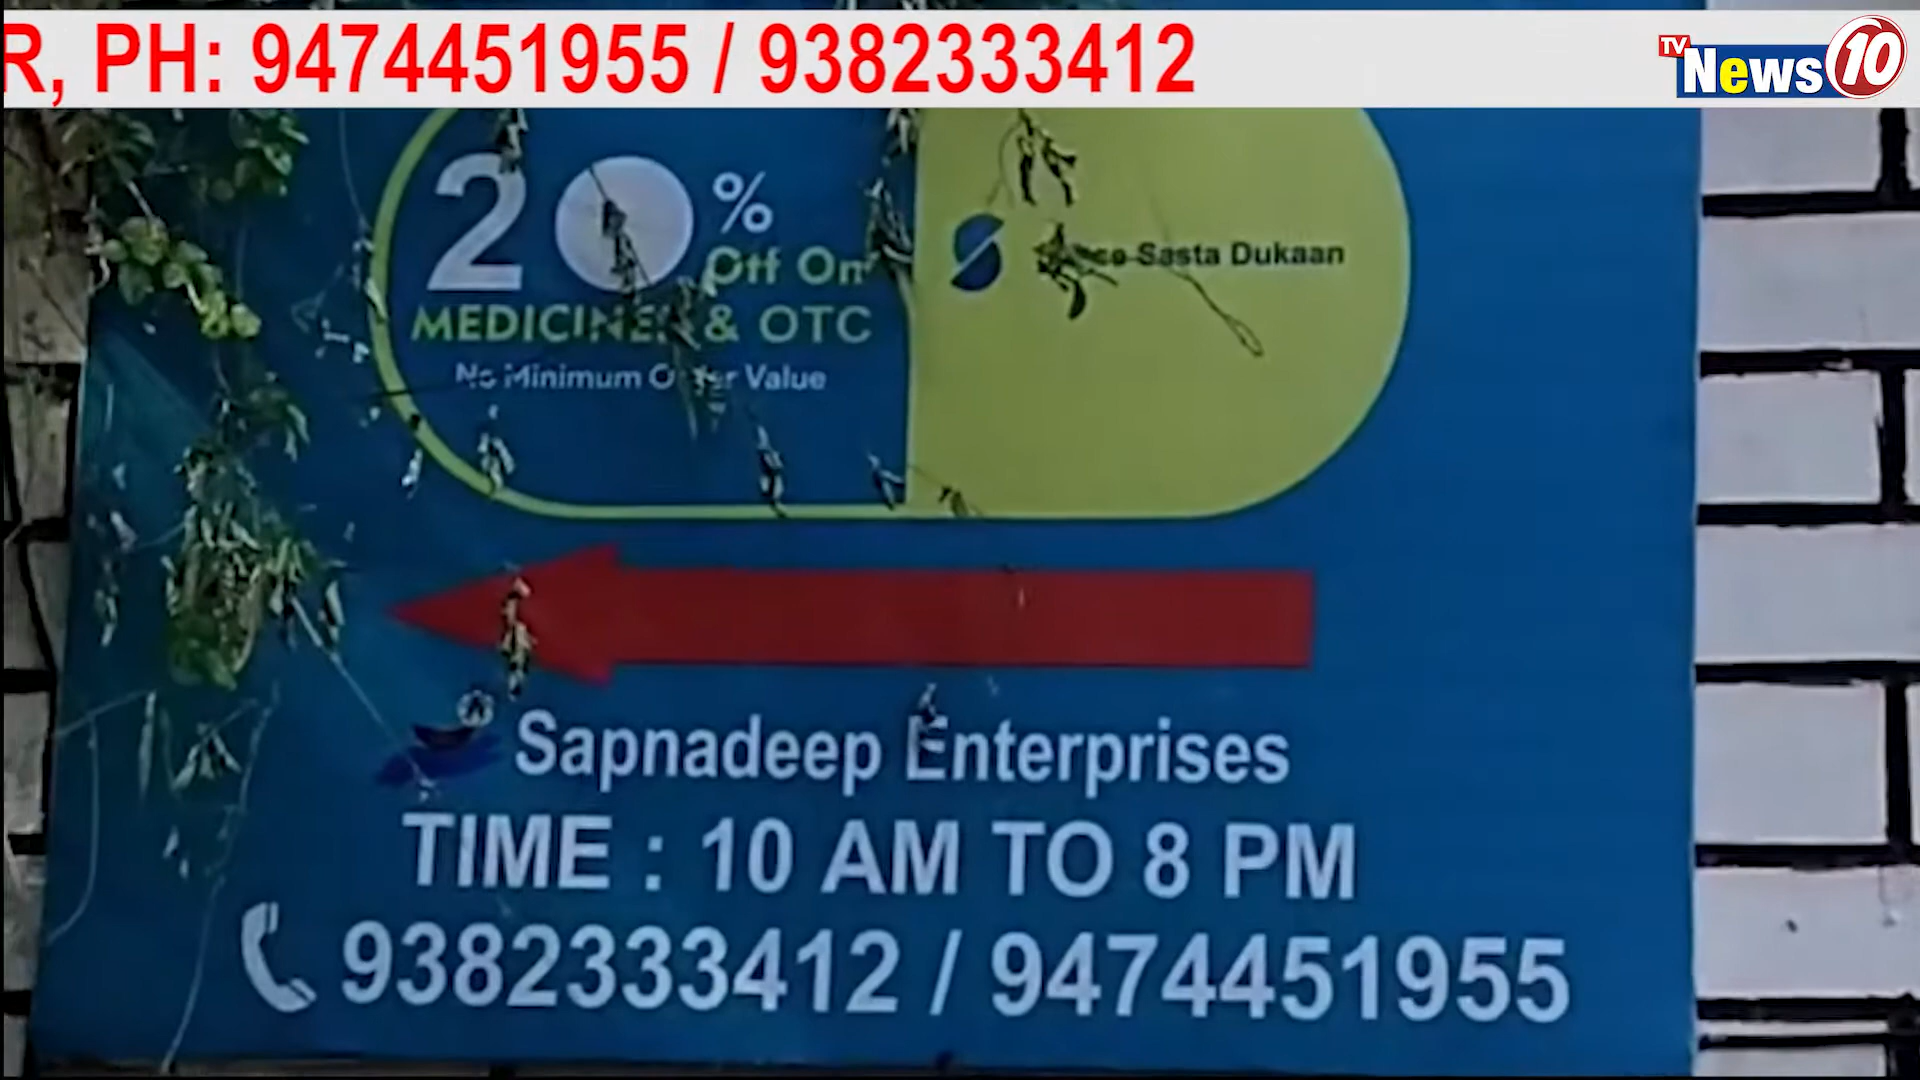 R, PH: 9474451955 / 9382333412
TV News 10
20% Off On
MEDICINES & OTC
No Minimum Order Value
Sasta Dukaan
Sapnadeep Enterprises
TIME : 10 AM TO 8 PM
9382333412 / 9474451955